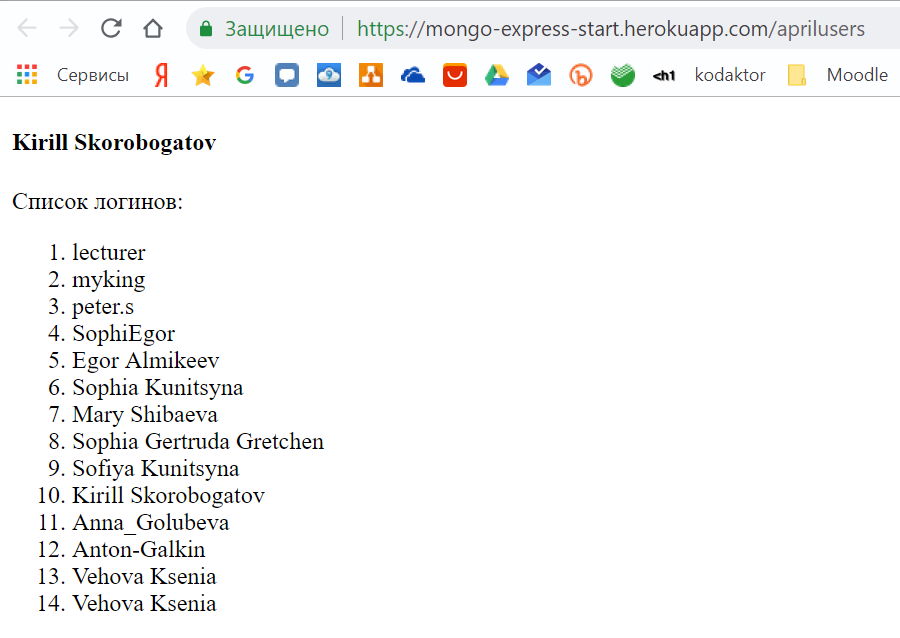 Защищено https://mongo-express-start.herokuapp.com/aprilusers
Сервисы <h1 kodaktor Moodle
Kirill Skorobogatov
Список логинов:
1. lecturer
2. myking
3. peter.s
4. SophiEgor
5. Egor Almikeev
6. Sophia Kunitsyna
7. Mary Shibaeva
8. Sophia Gertruda Gretchen
9. Sofiya Kunitsyna
10. Kirill Skorobogatov
11. Anna_Golubeva
12. Anton-Galkin
13. Vehova Ksenia
14. Vehova Ksenia